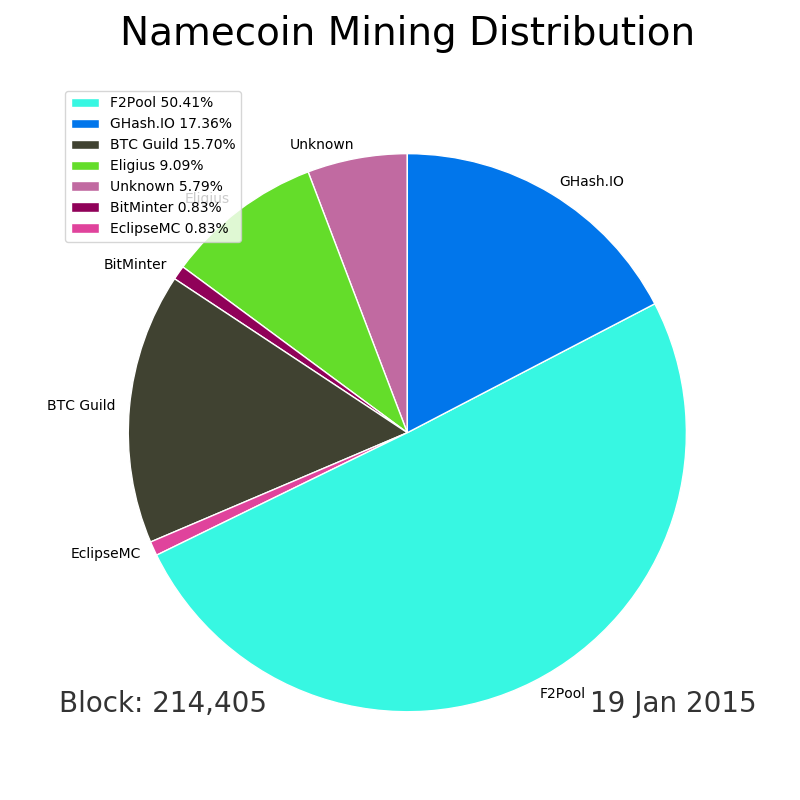 Namecoin Mining Distribution
F2Pool 50.41%
GHash.IO 17.36%
BTC Guild 15.70%
Eligius 9.09%
Unknown 5.79%
BitMinter 0.83%
EclipseMC 0.83%
Unknown
GHash.IO
Eligius
BitMinter
BTC Guild
EclipseMC
F2Pool
Block: 214,405
19 Jan 2015